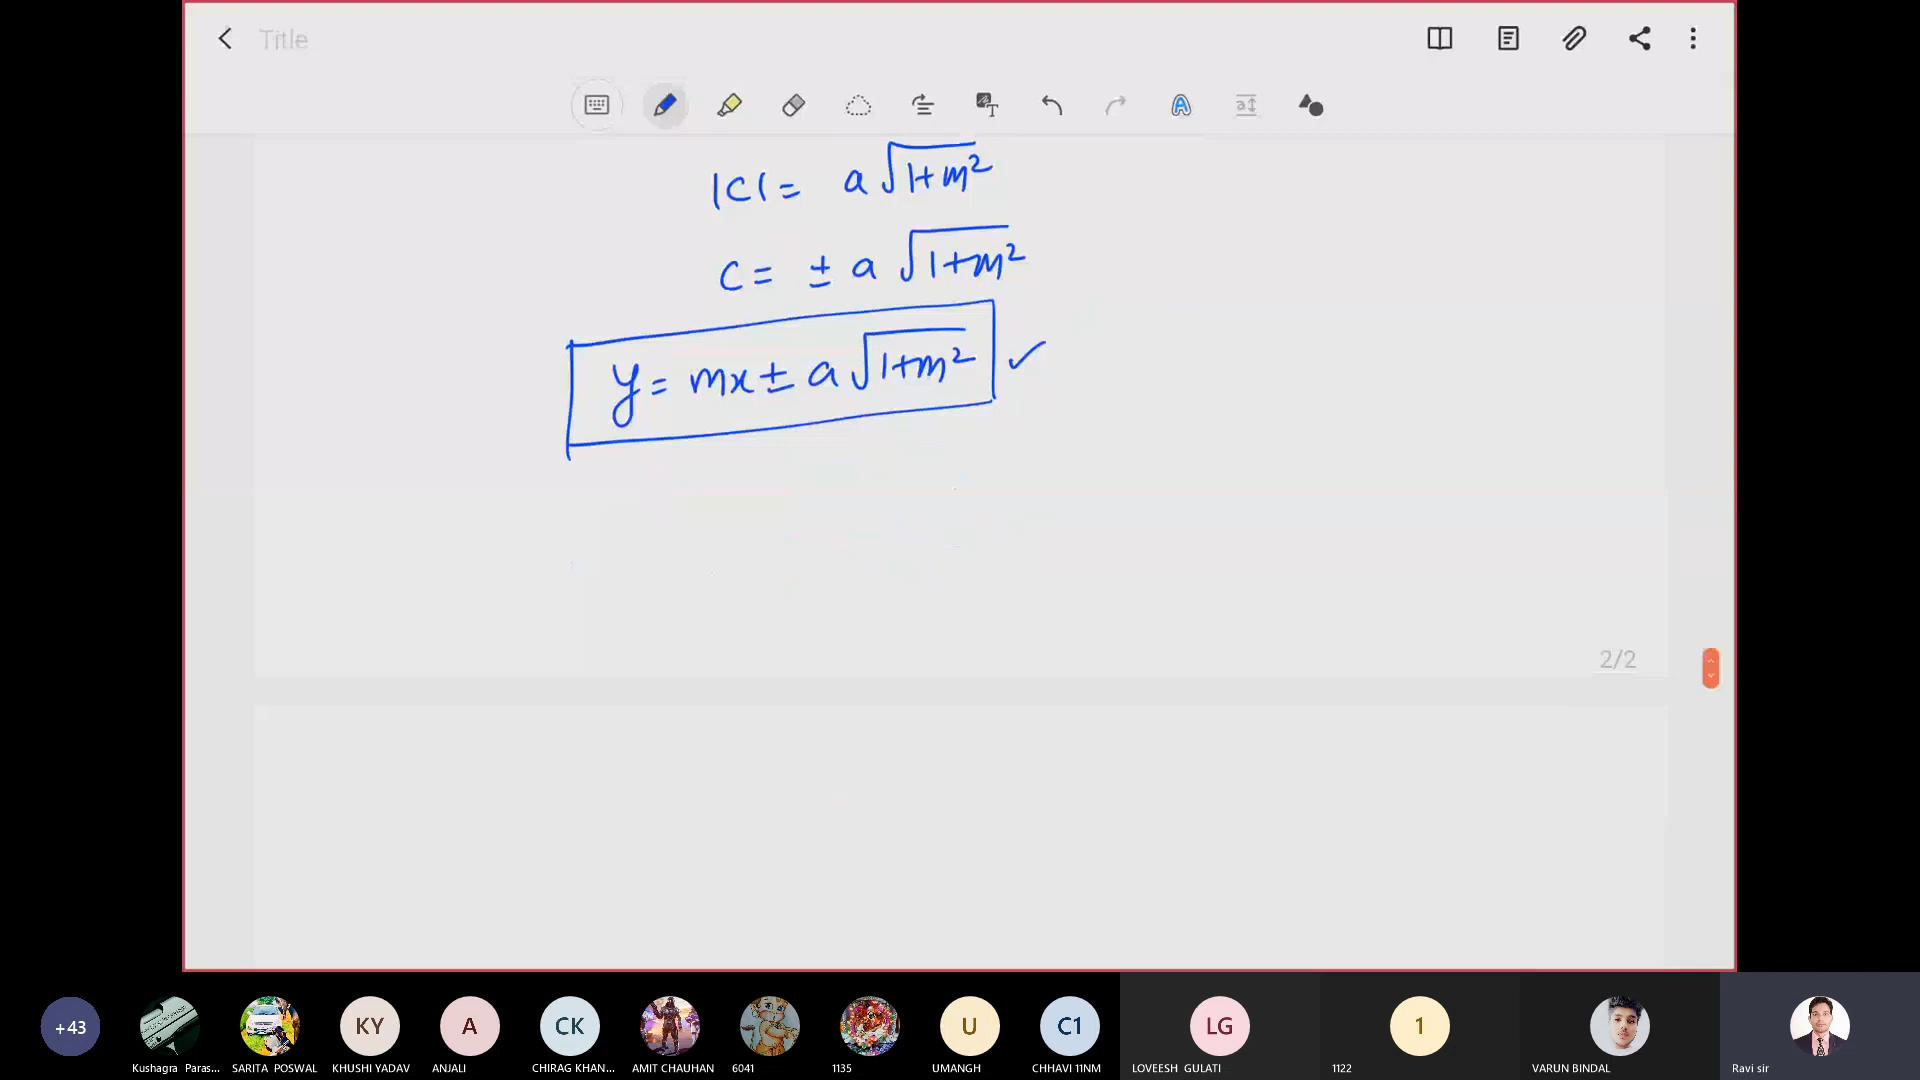 Title
|C| = a √1+m²
C = ± a √1+m²
y = mx ± a √1+m² ✓
2/2
+43
KY
A
CK
U
C1
LG
1
Kushagra Paras...
SARITA POSWAL
KHUSHI YADAV
ANJALI
CHIRAG KHAN...
AMIT CHAUHAN
6041
1135
UMANGH
CHHAVI 11NM
LOVEESH GULATI
1122
VARUN BINDAL
Ravi sir